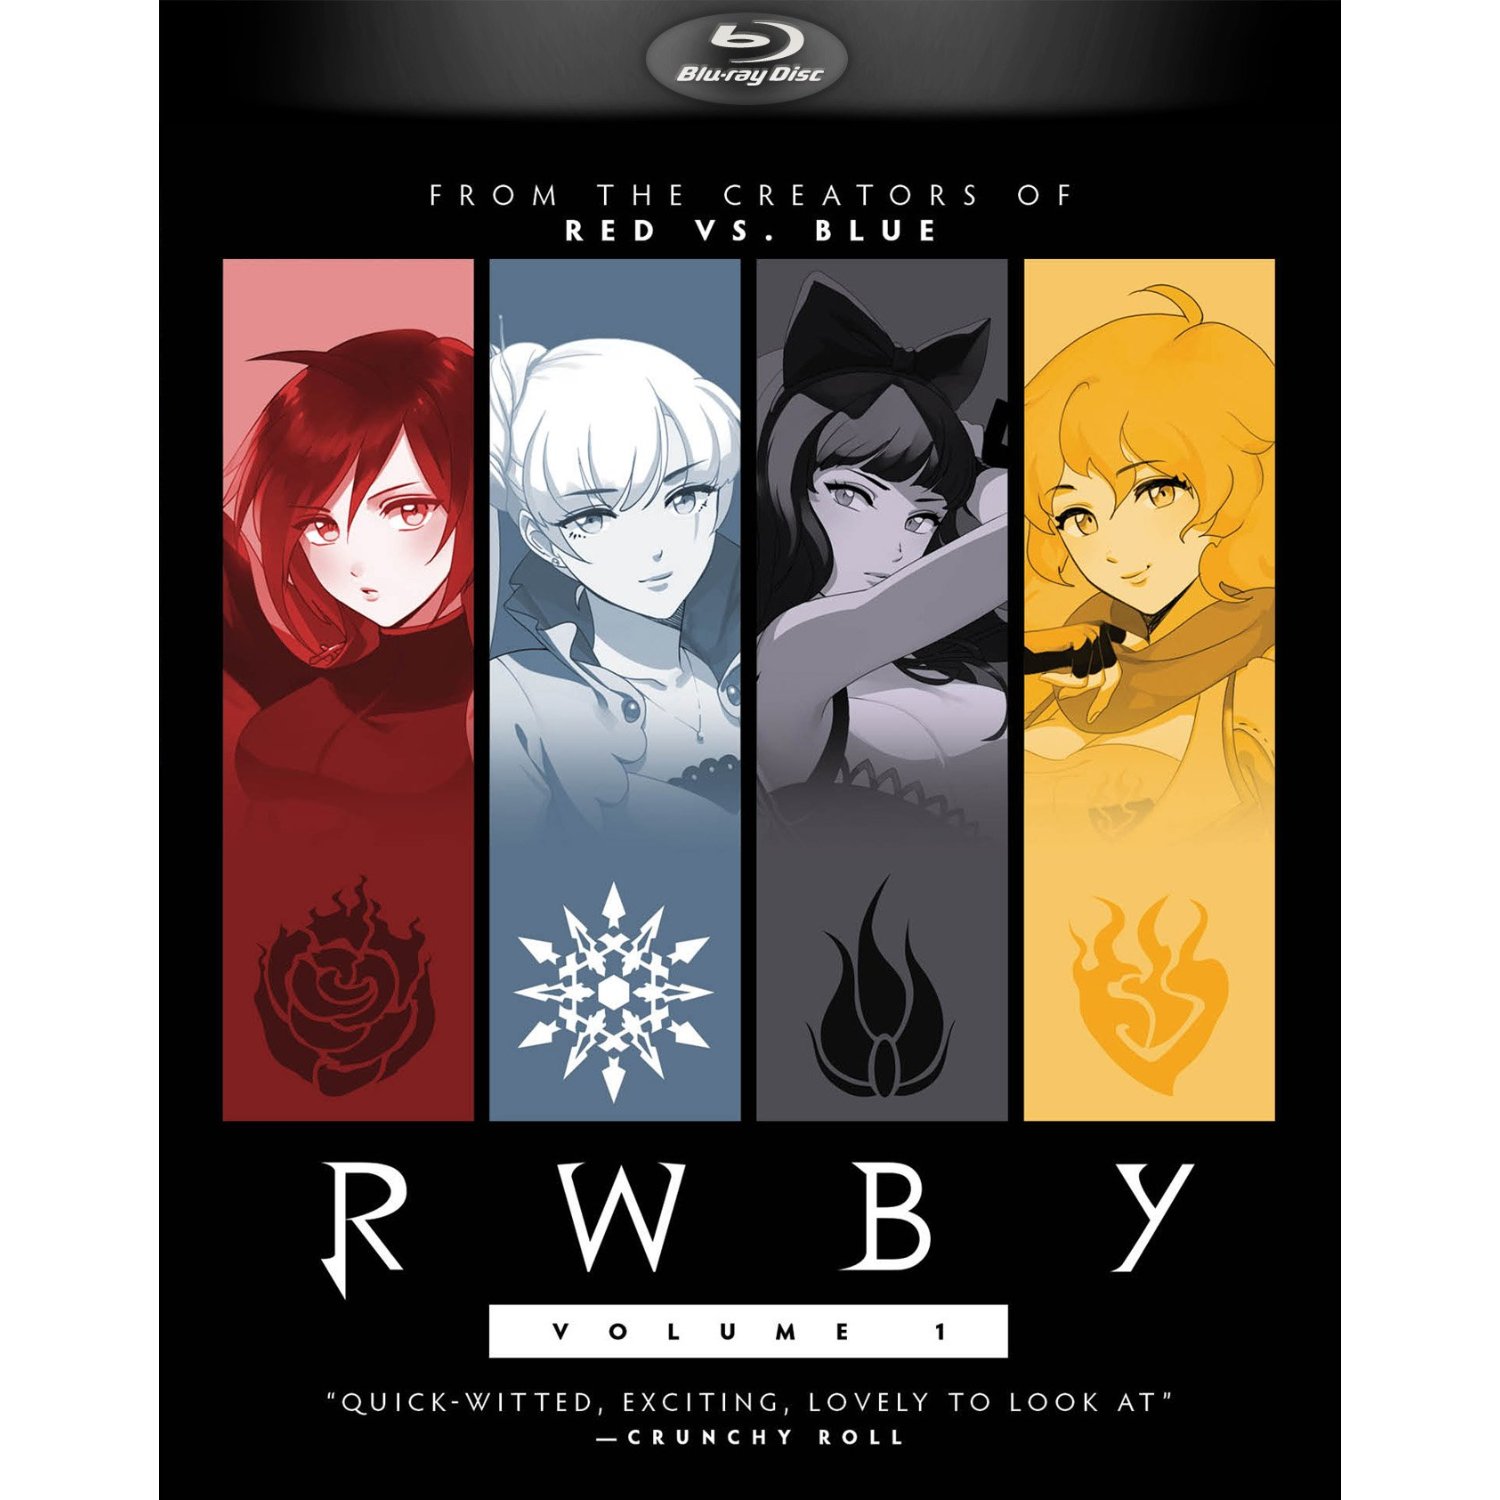 Blu-ray Disc
FROM THE CREATORS OF
RED VS. BLUE
RWBY
VOLUME 1
“QUICK-WITTED, EXCITING, LOVELY TO LOOK AT”
—CRUNCHY ROLL